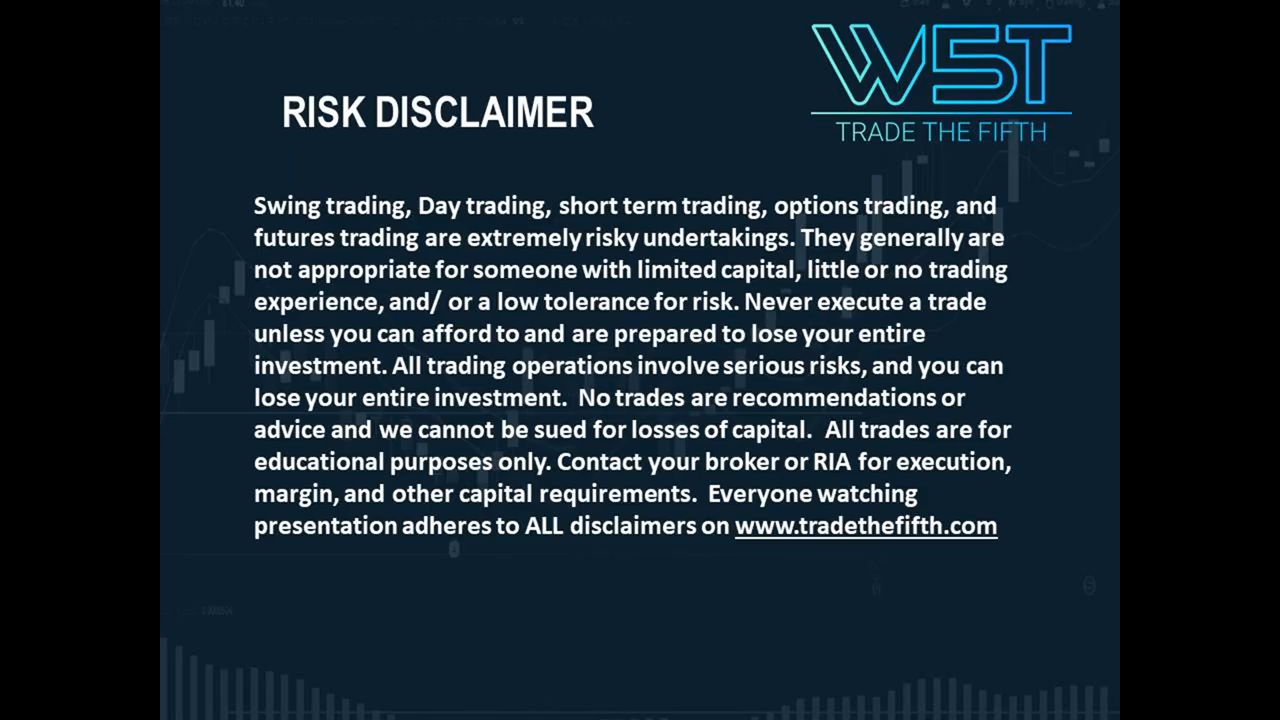 W5T
TRADE THE FIFTH
RISK DISCLAIMER
Swing trading, Day trading, short term trading, options trading, and
futures trading are extremely risky undertakings. They generally are
not appropriate for someone with limited capital, little or no trading
experience, and/ or a low tolerance for risk. Never execute a trade
unless you can afford to and are prepared to lose your entire
investment. All trading operations involve serious risks, and you can
lose your entire investment.  No trades are recommendations or
advice and we cannot be sued for losses of capital.  All trades are for
educational purposes only. Contact your broker or RIA for execution,
margin, and other capital requirements.  Everyone watching
presentation adheres to ALL disclaimers on www.tradethefifth.com